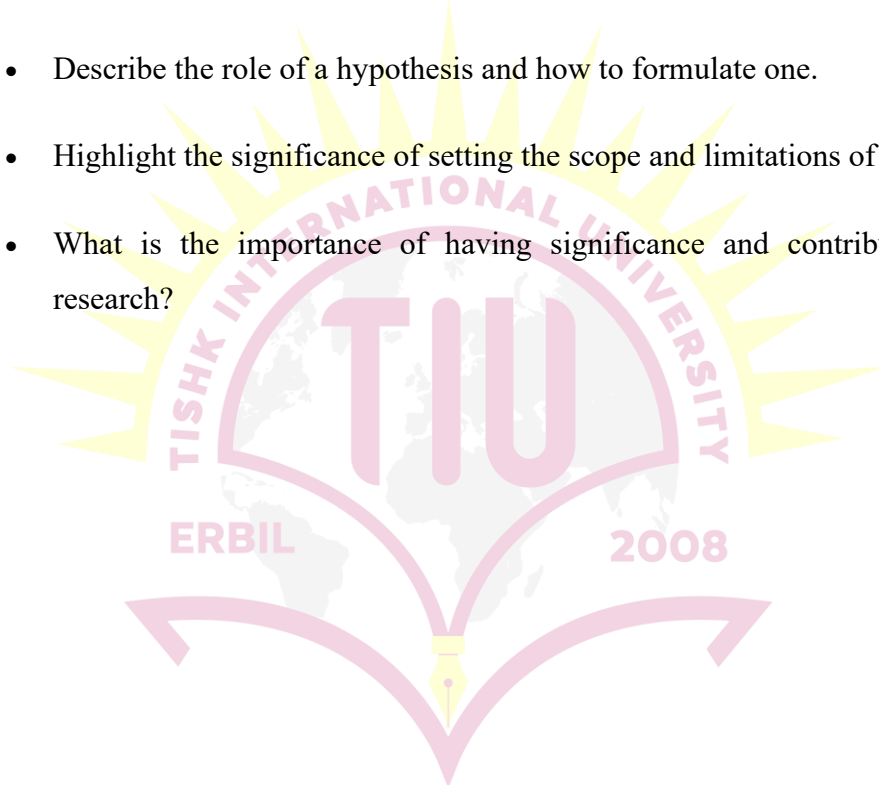 • Describe the role of a hypothesis and how to formulate one.
• Highlight the significance of setting the scope and limitations of
• What is the importance of having significance and
research?
TISHK INTERNATIONAL UNIVERSITY
TIU
ERBIL 2008